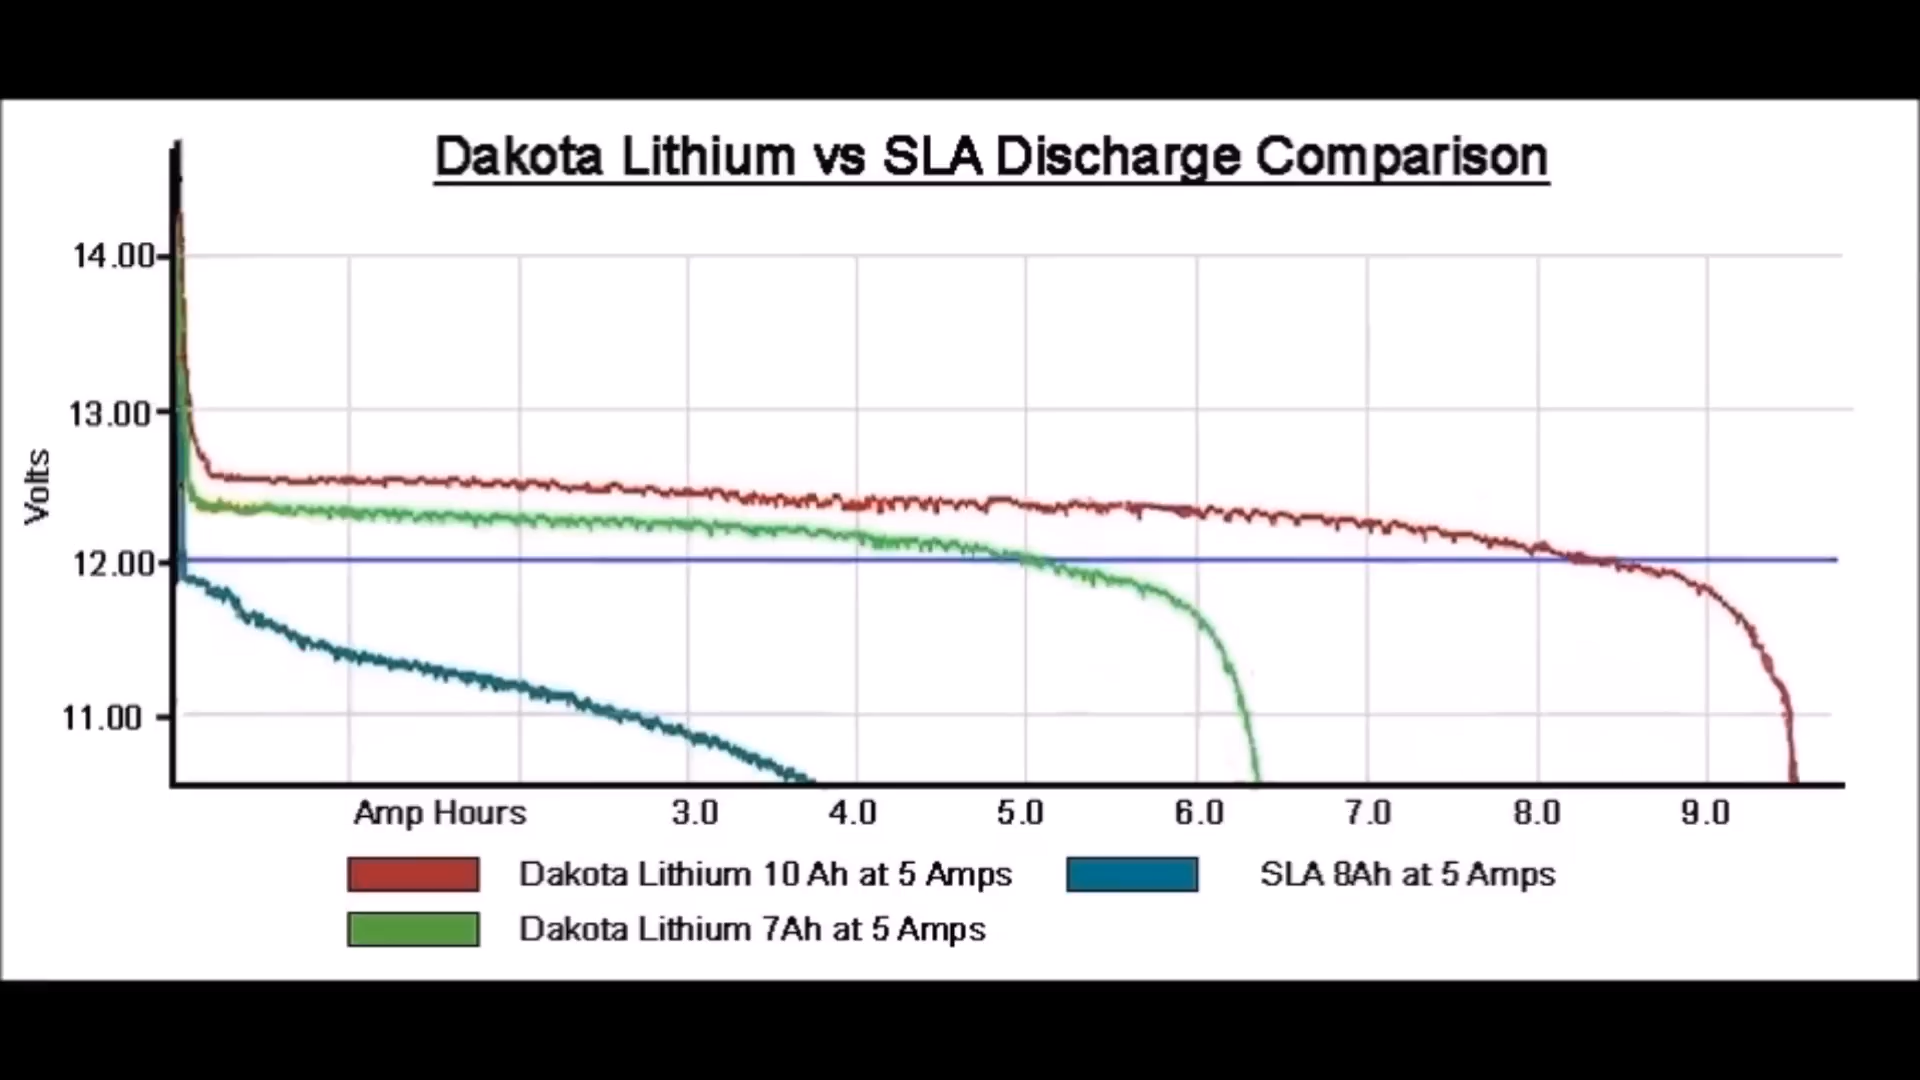 Dakota Lithium vs SLA Discharge Comparison
14.00
13.00
Volts
12.00
11.00
Amp Hours 3.0 4.0 5.0 6.0 7.0 8.0 9.0
Dakota Lithium 10 Ah at 5 Amps
SLA 8Ah at 5 Amps
Dakota Lithium 7Ah at 5 Amps